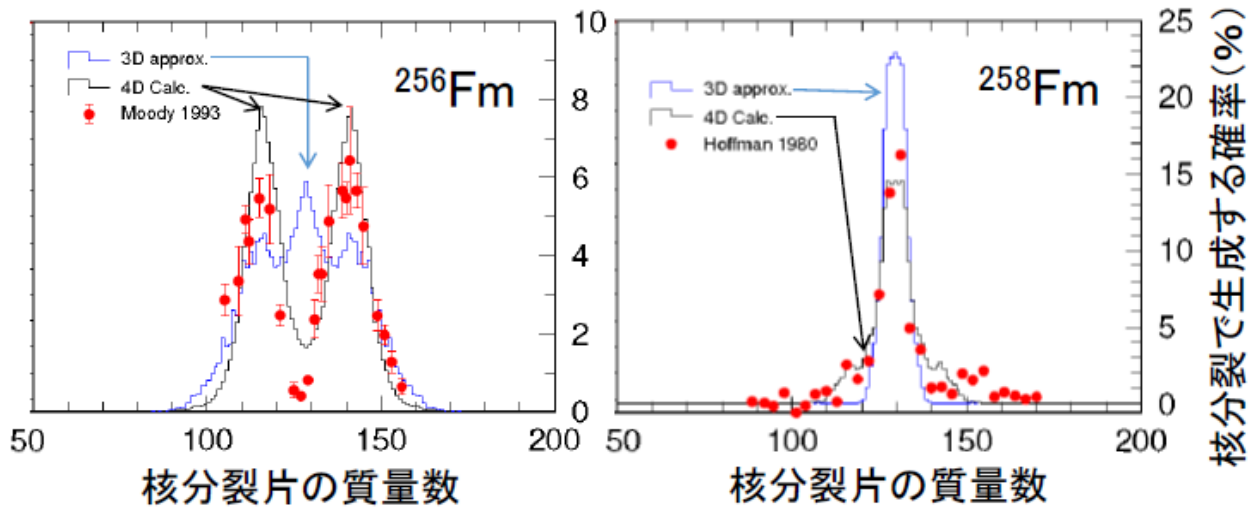 3D approx.
4D Calc.
Moody 1993
256Fm
10
8
6
4
2
0
50
100
150
200
核分裂片の質量数
3D approx.
4D Calc.
Hoffman 1980
258Fm
25
20
15
10
5
0
50
100
150
200
核分裂片の質量数
核分裂で生成する確率(%)